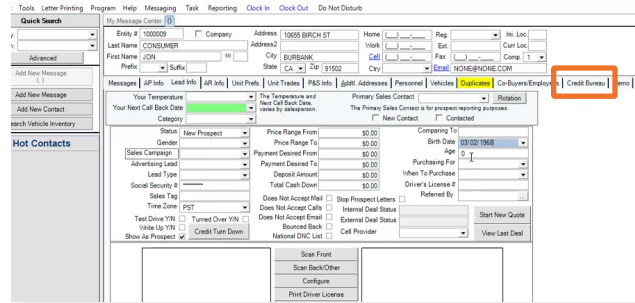 Tools Letter Printing Program Help Messaging Task Reporting Clock In Clock Out Do Not Disturb
Quick Search
My Message Center {}
Entity # 1000009 Company Address 10655 BIRCH ST Home (__)___-____ Reg. Ini. Loc.
Last Name CONSUMER Address2 Work (__)___-____ Ext. Curr Loc.
First Name JON MI City BURBANK Cell (__)___-____ Fax (__)___-____ Comp. 1
Prefix Suffix State CA Zip 91502 Ctry Email NONE@NONE.COM
Advanced
Add New Message
(..)
Add New Message
Add New Contact
Search Vehicle Inventory
Hot Contacts
Messages AP Info Lead Info AR Info Unit Prefs. Unit Trades P&S Info. Addtl. Addresses Personnel Vehicles Duplicates Co-Buyers/Employers Credit Bureau Memo
Your Temperature The Temperature and Next Call Back Date, varies by salesperson. Primary Sales Contact Rotation
Your Next Call Back Date The Primary Sales Contact is for prospect reporting purposes.
Category New Contact Contacted
Status New Prospect Price Range From $0.00 Comparing To
Gender Price Range To $0.00 Birth Date 03/02/1968
Sales Campaign Payment Desired From $0.00 Age 0
Advertising Lead Payment Desired To $0.00 Purchasing For
Lead Type Deposit Amount $0.00 When To Purchase
Social Security # ********* Total Cash Down $0.00 Driver's License #
Sales Tag Does Not Accept Mail Stop Prospect Letters Referred By ...
Time Zone PST Does Not Accept Calls Internal Deal Status
Test Drive Y/N Turned Over Y/N Does Not Accept Email External Deal Status Start New Quote
Write Up Y/N Credit Turn Down Bounced Back Cell Provider
Show As Prospect National DNC List View Last Deal
Scan Front
Scan Back/Other
Configure
Print Driver License